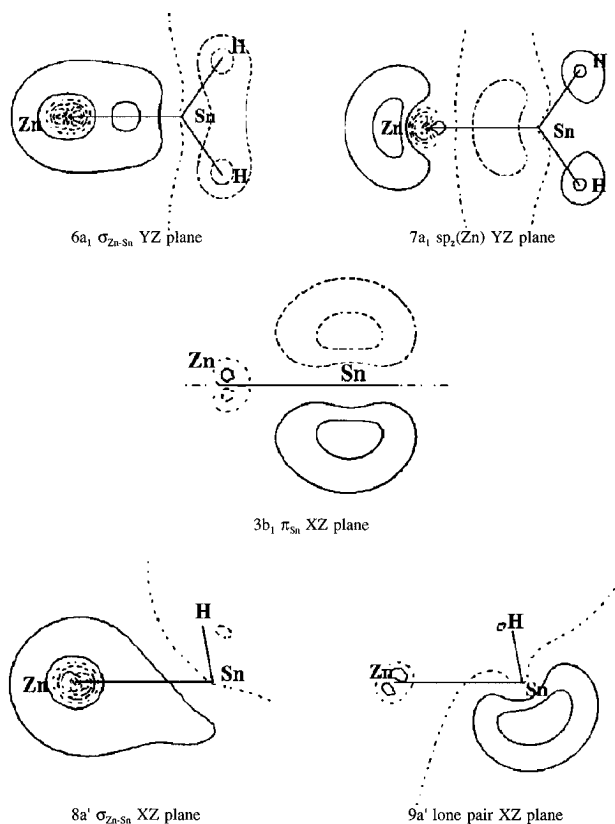 H
H
Zn
Sn
Zn
Sn
H
H
6a₁ σZn-Sn YZ plane
7a₁ spz(Zn) YZ plane
Zn
Sn
3b₁ πSn XZ plane
H
H
Zn
Sn
Zn
Sn
8a' σZn-Sn XZ plane
9a' lone pair XZ plane